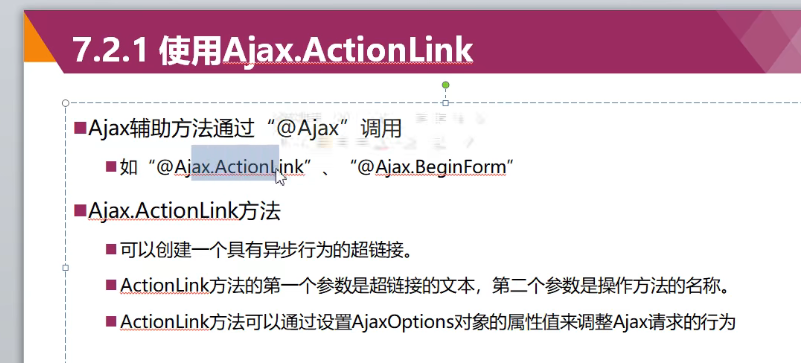 7.2.1 使用Ajax.ActionLink
Ajax辅助方法通过“@Ajax”调用
如“@Ajax.ActionLink”、“@Ajax.BeginForm”
Ajax.ActionLink方法
可以创建一个具有异步行为的超链接。
ActionLink方法的第一个参数是超链接的文本，第二个参数是操作方法的名称。
ActionLink方法可以通过设置AjaxOptions对象的属性值来调整Ajax请求的行为